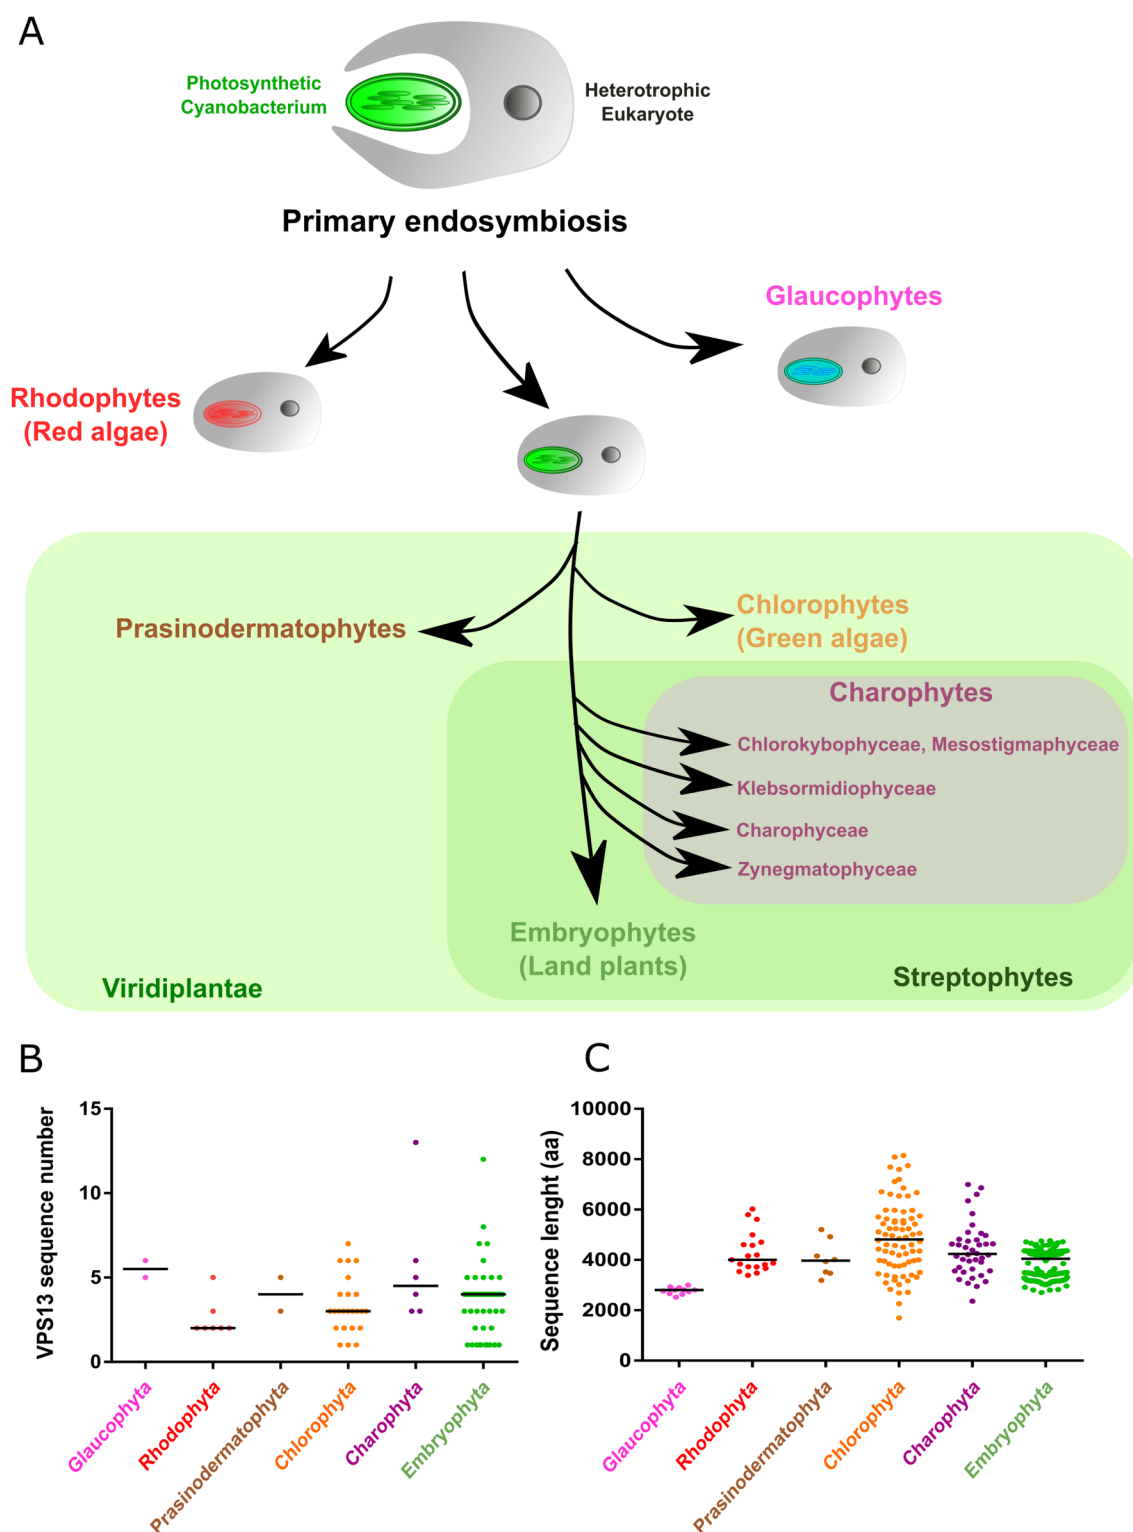 A
Photosynthetic
Cyanobacterium
Heterotrophic
Eukaryote
Primary endosymbiosis
Glaucophytes
Rhodophytes
(Red algae)
Prasinodermatophytes
Chlorophytes
(Green algae)
Charophytes
Chlorokybophyceae, Mesostigmaphyceae
Klebsormidiophyceae
Charophyceae
Zynegmatophyceae
Embryophytes
(Land plants)
Streptophytes
Viridiplantae
B
VPS13 sequence number
15
10
5
0
Glaucophyta
Rhodophyta
Prasinodermatophyta
Chlorophyta
Charophyta
Embryophyta
C
Sequence lenght (aa)
10000
8000
6000
4000
2000
0
Glaucophyta
Rhodophyta
Prasinodermatophyta
Chlorophyta
Charophyta
Embryophyta